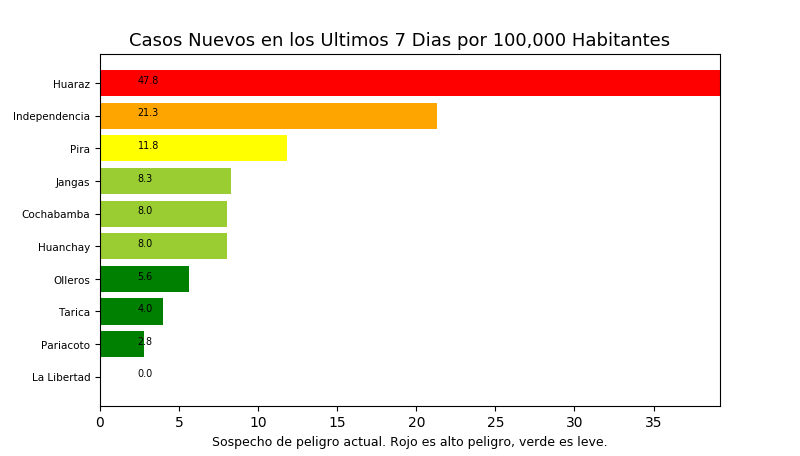 Casos Nuevos en los Ultimos 7 Dias por 100,000 Habitantes
Huaraz 47.8
Independencia 21.3
Pira 11.8
Jangas 8.3
Cochabamba 8.0
Huanchay 8.0
Olleros 5.6
Tarica 4.0
Pariacoto 2.8
La Libertad 0.0
0 5 10 15 20 25 30 35
Sospecho de peligro actual. Rojo es alto peligro, verde es leve.